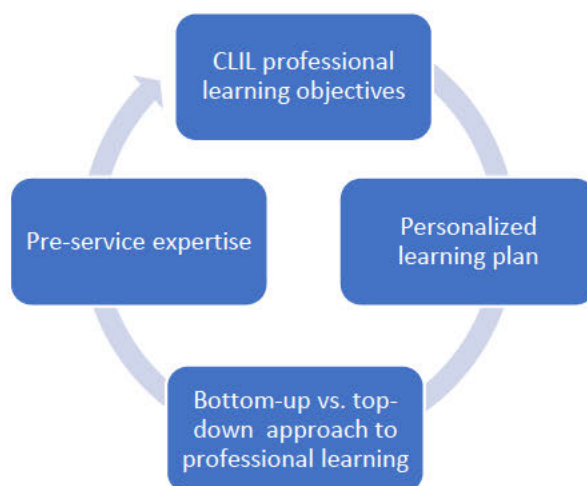 CLIL professional
learning objectives
Personalized
learning plan
Bottom-up vs. top-
down approach to
professional learning
Pre-service expertise